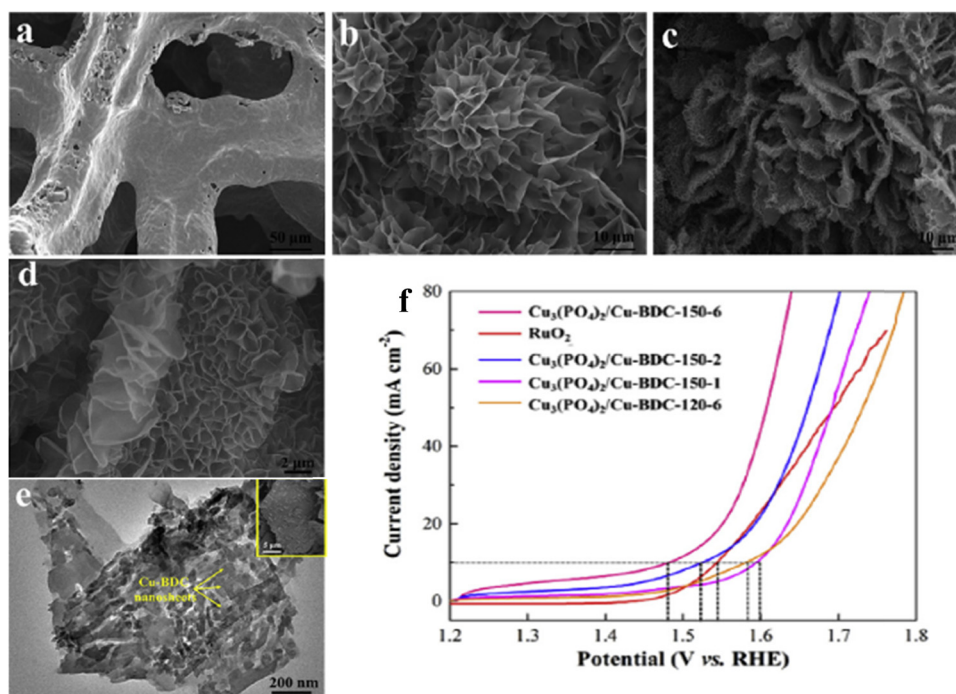 a
50 μm
b
10 μm
c
10 μm
d
2 μm
e
5 μm
Cu-BDC
nanosheets
200 nm
f
Current density (mA cm⁻²)
80
60
40
20
0
Cu₃(PO₄)₂/Cu-BDC-150-6
RuO₂
Cu₃(PO₄)₂/Cu-BDC-150-2
Cu₃(PO₄)₂/Cu-BDC-150-1
Cu₃(PO₄)₂/Cu-BDC-120-6
1.2 1.3 1.4 1.5 1.6 1.7 1.8
Potential (V vs. RHE)